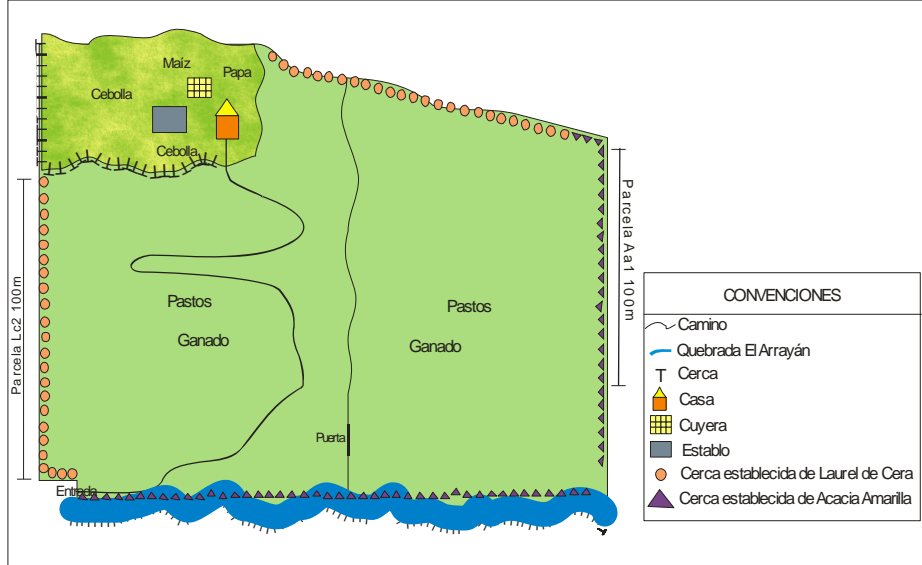 Maíz
Papa
Cebolla
Cebolla
Parcela Lc2 100m
Parcela Aa1 100m
Pastos
Ganado
Pastos
Ganado
Puerta
Entrada
CONVENCIONES
Camino
Quebrada El Arrayán
T Cerca
Casa
Cuyera
Establo
Cerca establecida de Laurel de Cera
Cerca establecida de Acacia Amarilla